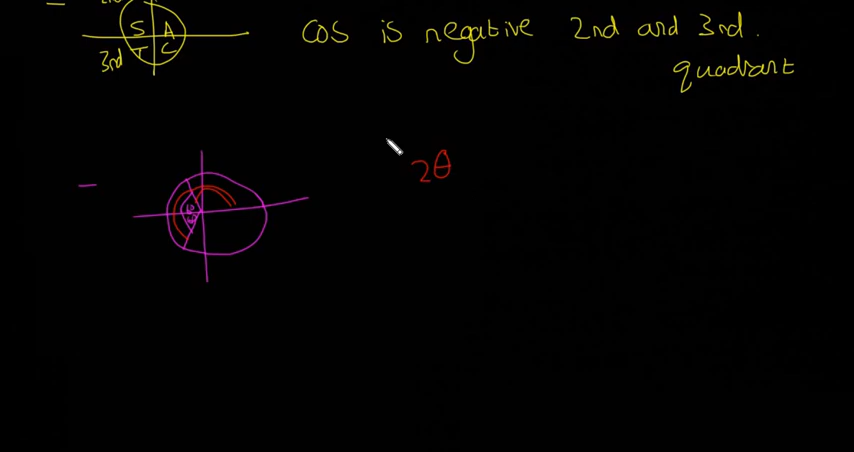 S A cos is negative 2nd and 3rd.
3rd T C quadrant
2θ